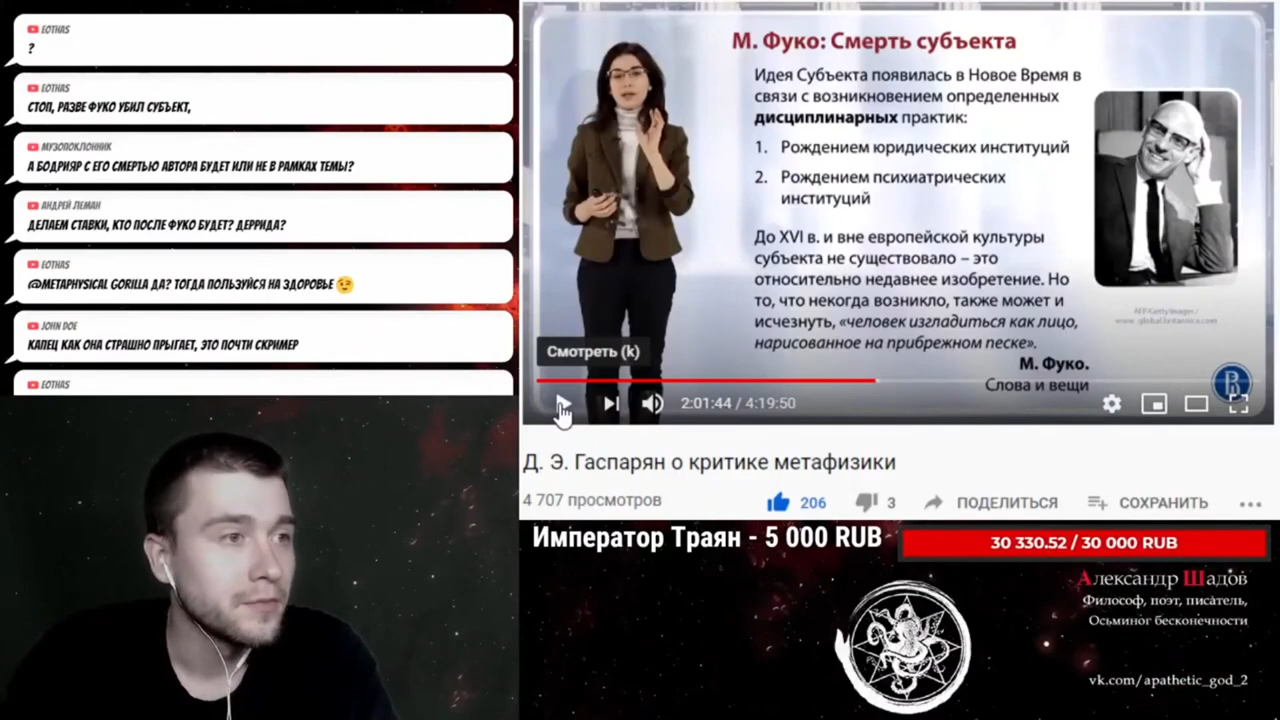 EOTHAS
?
EOTHAS
СТОП, РАЗВЕ ФУКО УБИЛ СУБЪЕКТ,
МУЗОПОКЛОННИК
А БОДРИЯР С ЕГО СМЕРТЬЮ АВТОРА БУДЕТ ИЛИ НЕ В РАМКАХ ТЕМЫ?
АНДРЕЙ ЛЕМАН
ДЕЛАЕМ СТАВКИ, КТО ПОСЛЕ ФУКО БУДЕТ? ДЕРРИДА?
EOTHAS
@METAPHYSICAL GORILLA ДА? ТОГДА ПОЛЬЗУЙСЯ НА ЗДОРОВЬЕ 😉
JOHN DOE
КАПЕЦ КАК ОНА СТРАШНО ПРЫГАЕТ, ЭТО ПОЧТИ СКРИМЕР
EOTHAS
М. Фуко: Смерть субъекта
Идея Субъекта появилась в Новое Время в
связи с возникновением определенных
дисциплинарных практик:
1. Рождением юридических институций
2. Рождением психиатрических
институций
До XVI в. и вне европейской культуры
субъекта не существовало – это
относительно недавнее изобретение. Но
то, что некогда возникло, также может и
исчезнуть, «человек изгладиться как лицо,
нарисованное на прибрежном песке».
М. Фуко.
Слова и вещи
AFP/Getty Images /
www. global.britannica.com
Смотреть (k)
2:01:44 / 4:19:50
Д. Э. Гаспарян о критике метафизики
4 707 просмотров
206
3
ПОДЕЛИТЬСЯ
СОХРАНИТЬ
Император Траян - 5 000 RUB
30 330.52 / 30 000 RUB
Александр Шадов
Философ, поэт, писатель,
Осьминог бесконечности
vk.com/apathetic_god_2